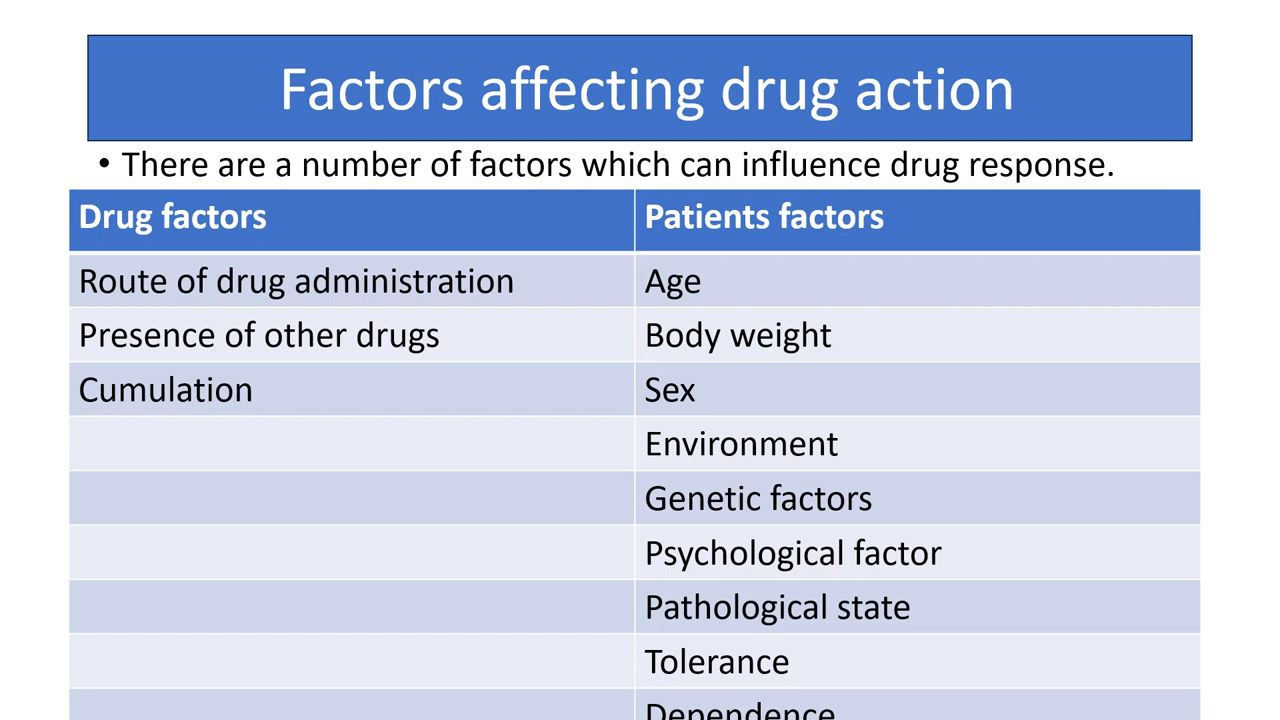 Factors affecting drug action
• There are a number of factors which can influence drug response.
Drug factors Patients factors
Route of drug administration Age
Presence of other drugs Body weight
Cumulation Sex
Environment
Genetic factors
Psychological factor
Pathological state
Tolerance
Dependence